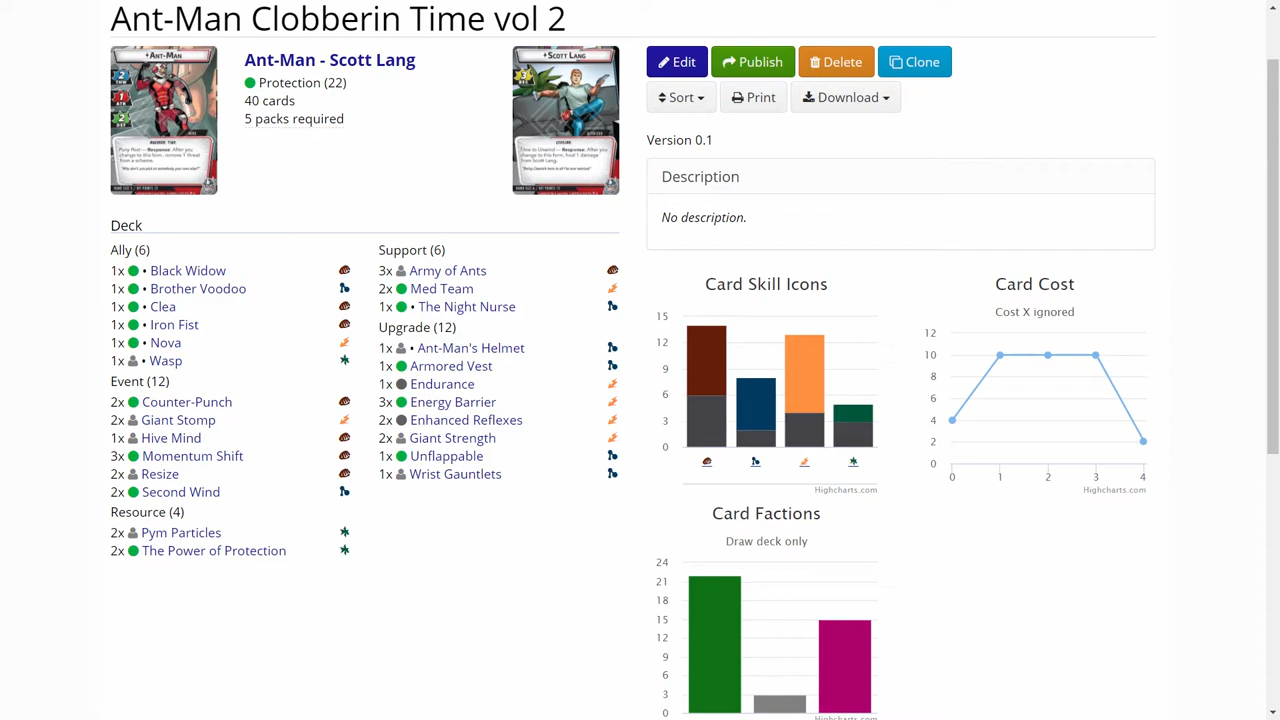 Ant-Man Clobberin Time vol 2
ANT-MAN
SCOTT LANG
Ant-Man - Scott Lang
Protection (22)
40 cards
5 packs required
Edit
Publish
Delete
Clone
Sort
Print
Download
Version 0.1
Description
No description.
Deck
Ally (6)
1x • Black Widow
1x • Brother Voodoo
1x • Clea
1x • Iron Fist
1x • Nova
1x • Wasp
Event (12)
2x Counter-Punch
2x Giant Stomp
1x Hive Mind
3x Momentum Shift
2x Resize
2x Second Wind
Resource (4)
2x Pym Particles
2x The Power of Protection
Support (6)
3x Army of Ants
2x Med Team
1x • The Night Nurse
Upgrade (12)
1x • Ant-Man's Helmet
1x Armored Vest
1x Endurance
3x Energy Barrier
2x Enhanced Reflexes
2x Giant Strength
1x Unflappable
1x Wrist Gauntlets
Card Skill Icons
15
12
9
6
3
0
Highcharts.com
Card Cost
Cost X ignored
12
10
8
6
4
2
0
0 1 2 3 4
Highcharts.com
Card Factions
Draw deck only
24
21
18
15
12
9
6
3
0
Highcharts.com